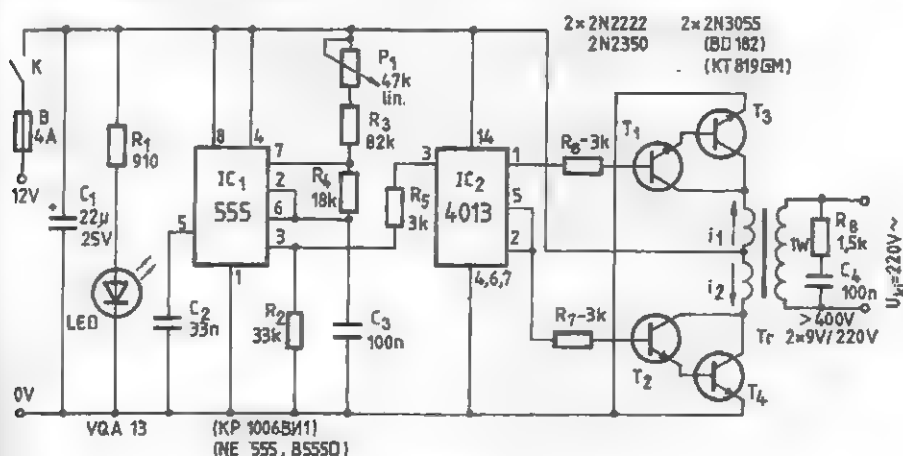 2×2N2222
2N2350
2×2N3055
(BD 182)
(KT819GM)
K
B
4A
12V
C1
22µ
25V
+
R1
910
LED
VQA 13
0V
8
4
7
2
6
3
5
1
IC1
555
C2
33n
(KP 1006ВИ1)
(NE 555, B555D)
P1
47k
lin.
R3
82k
R4
18k
R2
33k
C3
100n
R5
3k
3
14
1
5
2
4,6,7
IC2
4013
R6-3k
R7-3k
T1
T3
T2
T4
i1
i2
1W
R8
1,5k
C4
100n
>400V
Tr 2×9V/220V
Uki=220V~